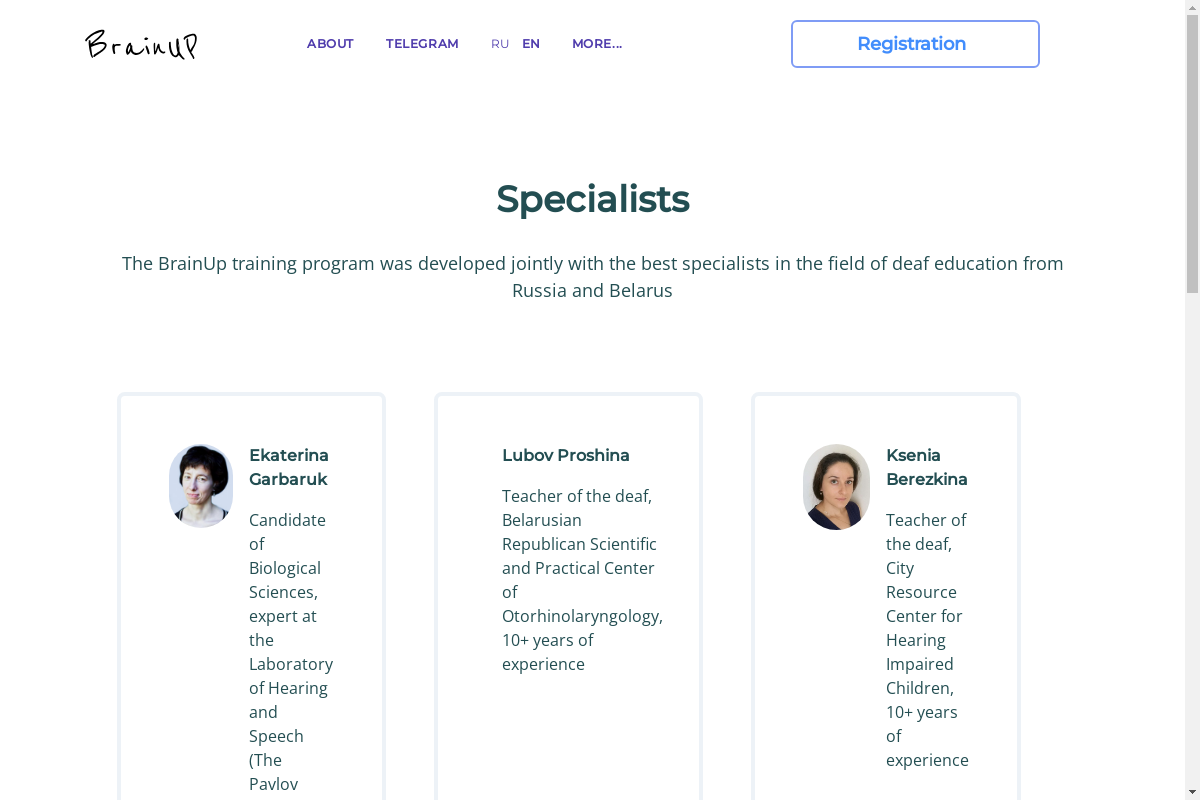 BrainUP
ABOUT
TELEGRAM
RU
EN
MORE...
Registration
Specialists
The BrainUp training program was developed jointly with the best specialists in the field of deaf education from
Russia and Belarus
Ekaterina
Garbaruk
Candidate
of
Biological
Sciences,
expert at
the
Laboratory
of Hearing
and
Speech
(The
Pavlov
Lubov Proshina
Teacher of the deaf,
Belarusian
Republican Scientific
and Practical Center
of
Otorhinolaryngology,
10+ years of
experience
Ksenia
Berezkina
Teacher of
the deaf,
City
Resource
Center for
Hearing
Impaired
Children,
10+ years
of
experience